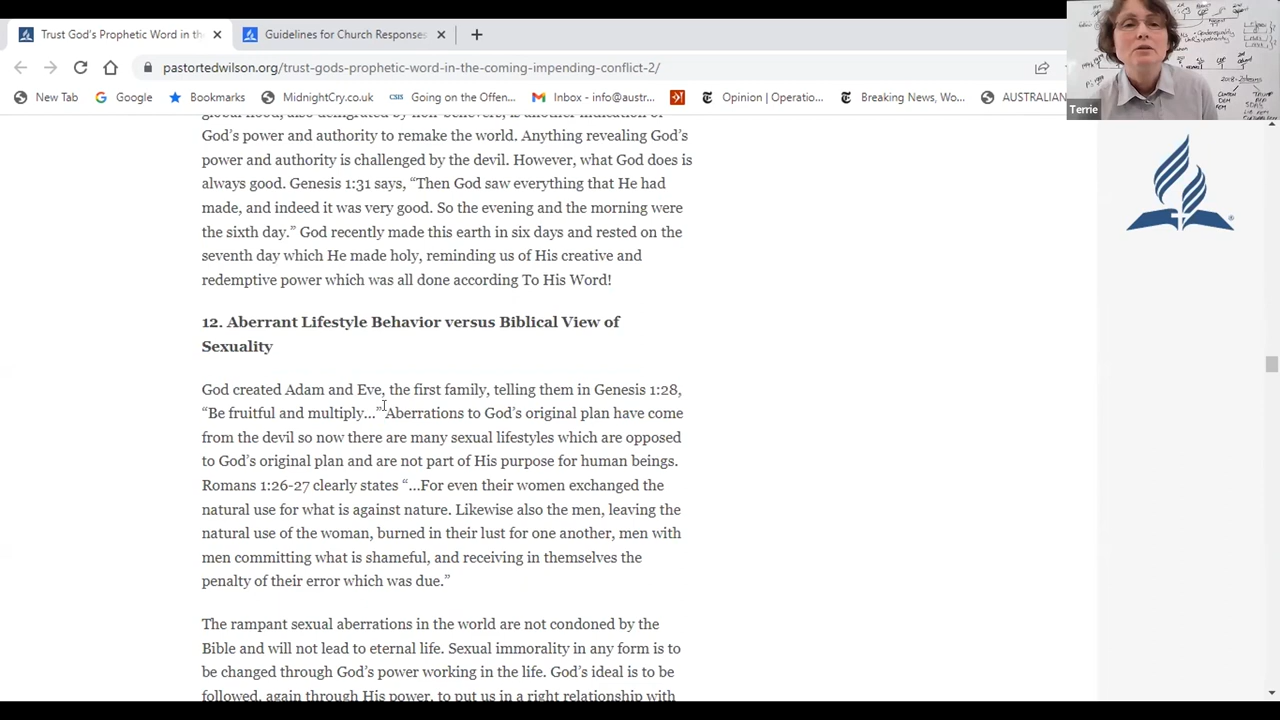 Trust God's Prophetic Word in the
Guidelines for Church Responses
pastortedwilson.org/trust-gods-prophetic-word-in-the-coming-impending-conflict-2/
New Tab
Google
Bookmarks
MidnightCry.co.uk
CSIS
Going on the Offen...
Inbox - info@austr...
Opinion | Operatio...
Breaking News, Wo...
AUSTRALIAN
Terrie
God's power and authority to remake the world. Anything revealing God's
power and authority is challenged by the devil. However, what God does is
always good. Genesis 1:31 says, “Then God saw everything that He had
made, and indeed it was very good. So the evening and the morning were
the sixth day.” God recently made this earth in six days and rested on the
seventh day which He made holy, reminding us of His creative and
redemptive power which was all done according To His Word!
12. Aberrant Lifestyle Behavior versus Biblical View of
Sexuality
God created Adam and Eve, the first family, telling them in Genesis 1:28,
“Be fruitful and multiply…” Aberrations to God's original plan have come
from the devil so now there are many sexual lifestyles which are opposed
to God's original plan and are not part of His purpose for human beings.
Romans 1:26-27 clearly states “…For even their women exchanged the
natural use for what is against nature. Likewise also the men, leaving the
natural use of the woman, burned in their lust for one another, men with
men committing what is shameful, and receiving in themselves the
penalty of their error which was due.”
The rampant sexual aberrations in the world are not condoned by the
Bible and will not lead to eternal life. Sexual immorality in any form is to
be changed through God's power working in the life. God's ideal is to be
followed, again through His power, to put us in a right relationship with